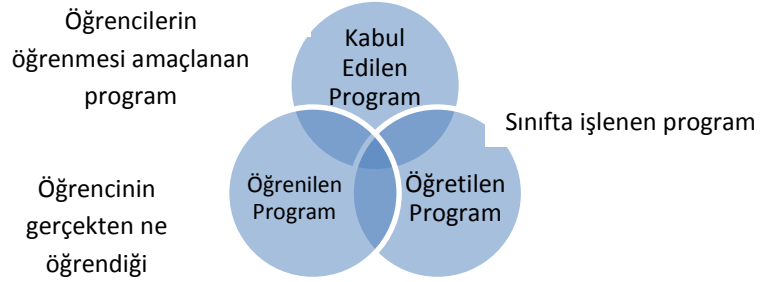 Öğrencilerin
öğrenmesi amaçlanan
program
Kabul
Edilen
Program
Sınıfta işlenen program
Öğrenilen
Program
Öğretilen
Program
Öğrencinin
gerçekten ne
öğrendiği